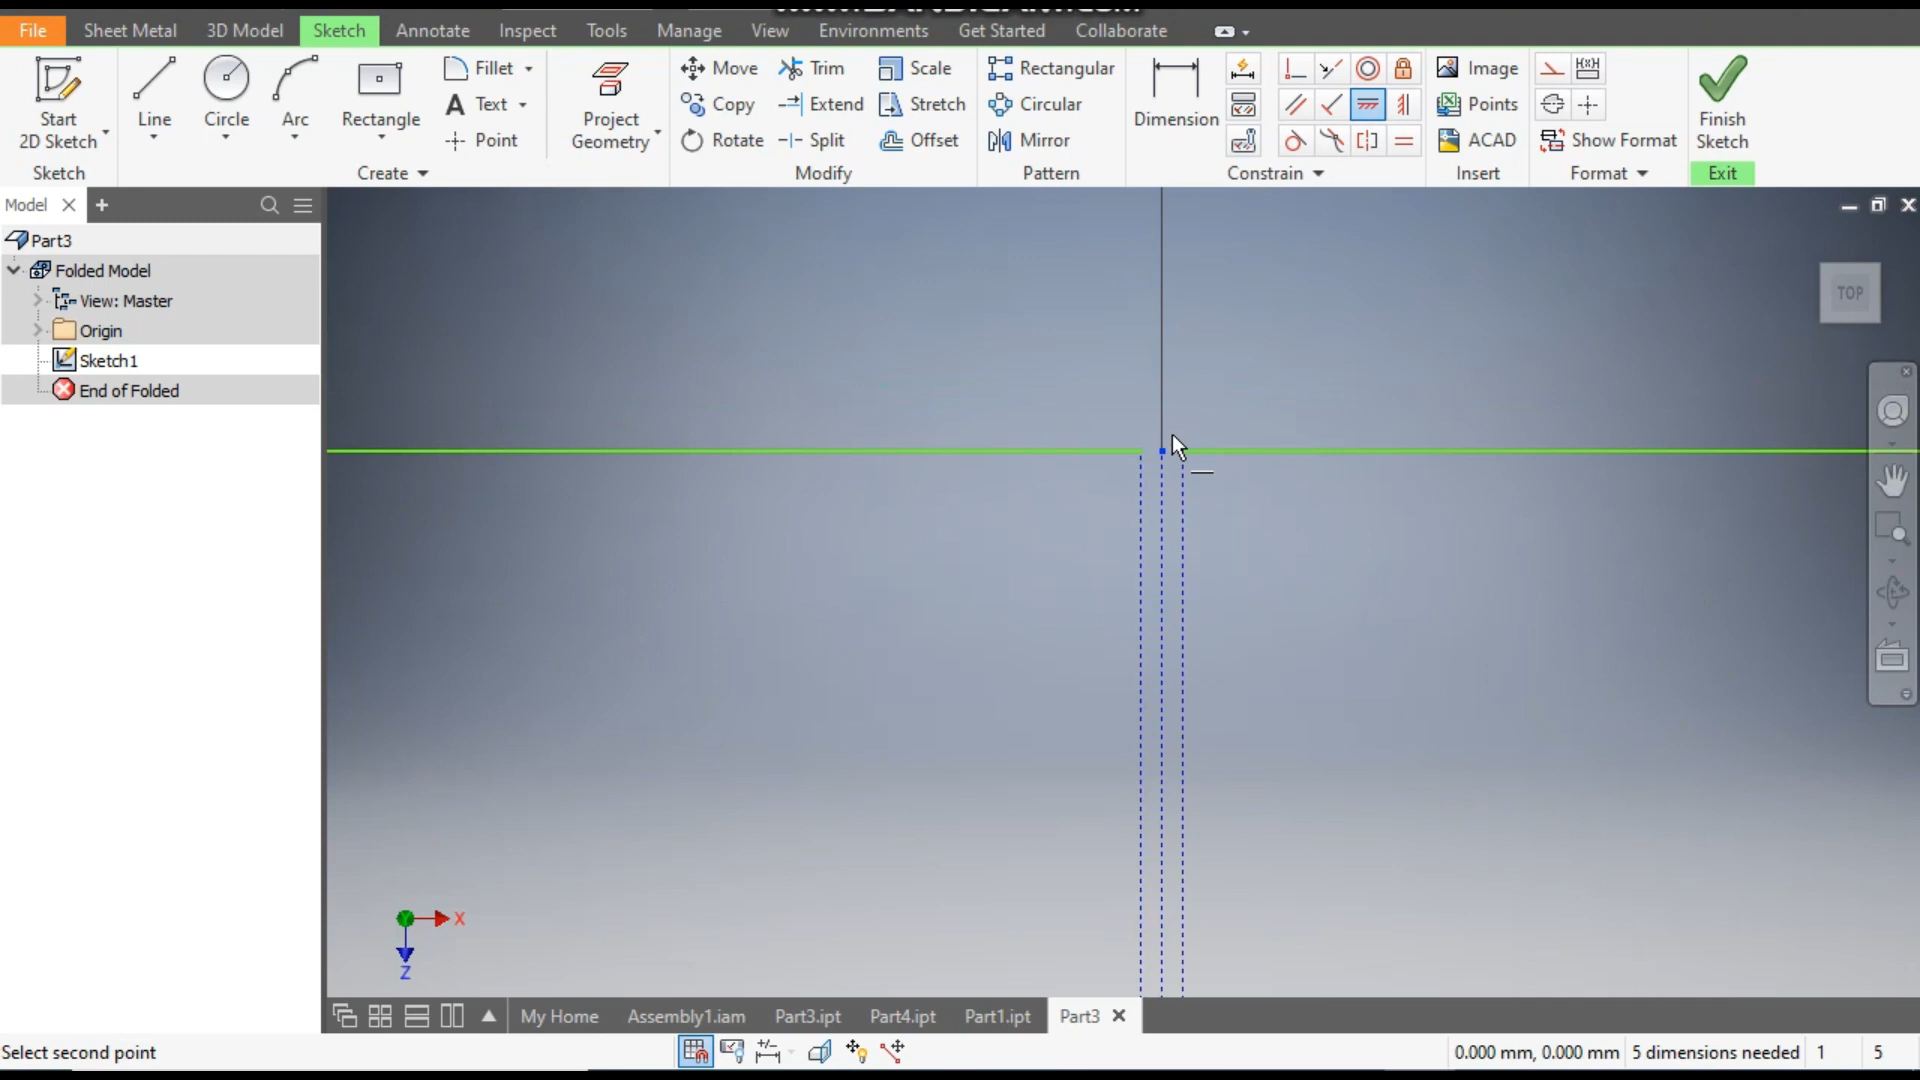 File Sheet Metal 3D Model Sketch Annotate Inspect Tools Manage View Environments Get Started Collaborate
Start
2D Sketch
Line
Circle
Arc
Rectangle
Fillet
Text
Point
Project
Geometry
Move
Copy
Rotate
Trim
Extend
Split
Scale
Stretch
Offset
Rectangular
Circular
Mirror
Dimension
Image
Points
ACAD
Show Format
Finish
Sketch
Sketch Create Modify Pattern Constrain Insert Format Exit
Model
Part3
Folded Model
View: Master
Origin
Sketch1
End of Folded
TOP
X
Z
My Home Assembly1.iam Part3.ipt Part4.ipt Part1.ipt Part3
Select second point
0.000 mm, 0.000 mm 5 dimensions needed 1 5